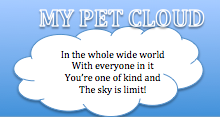 MY PET CLOUD
In the whole wide world
With everyone in it
You're one of kind and
The sky is limit!